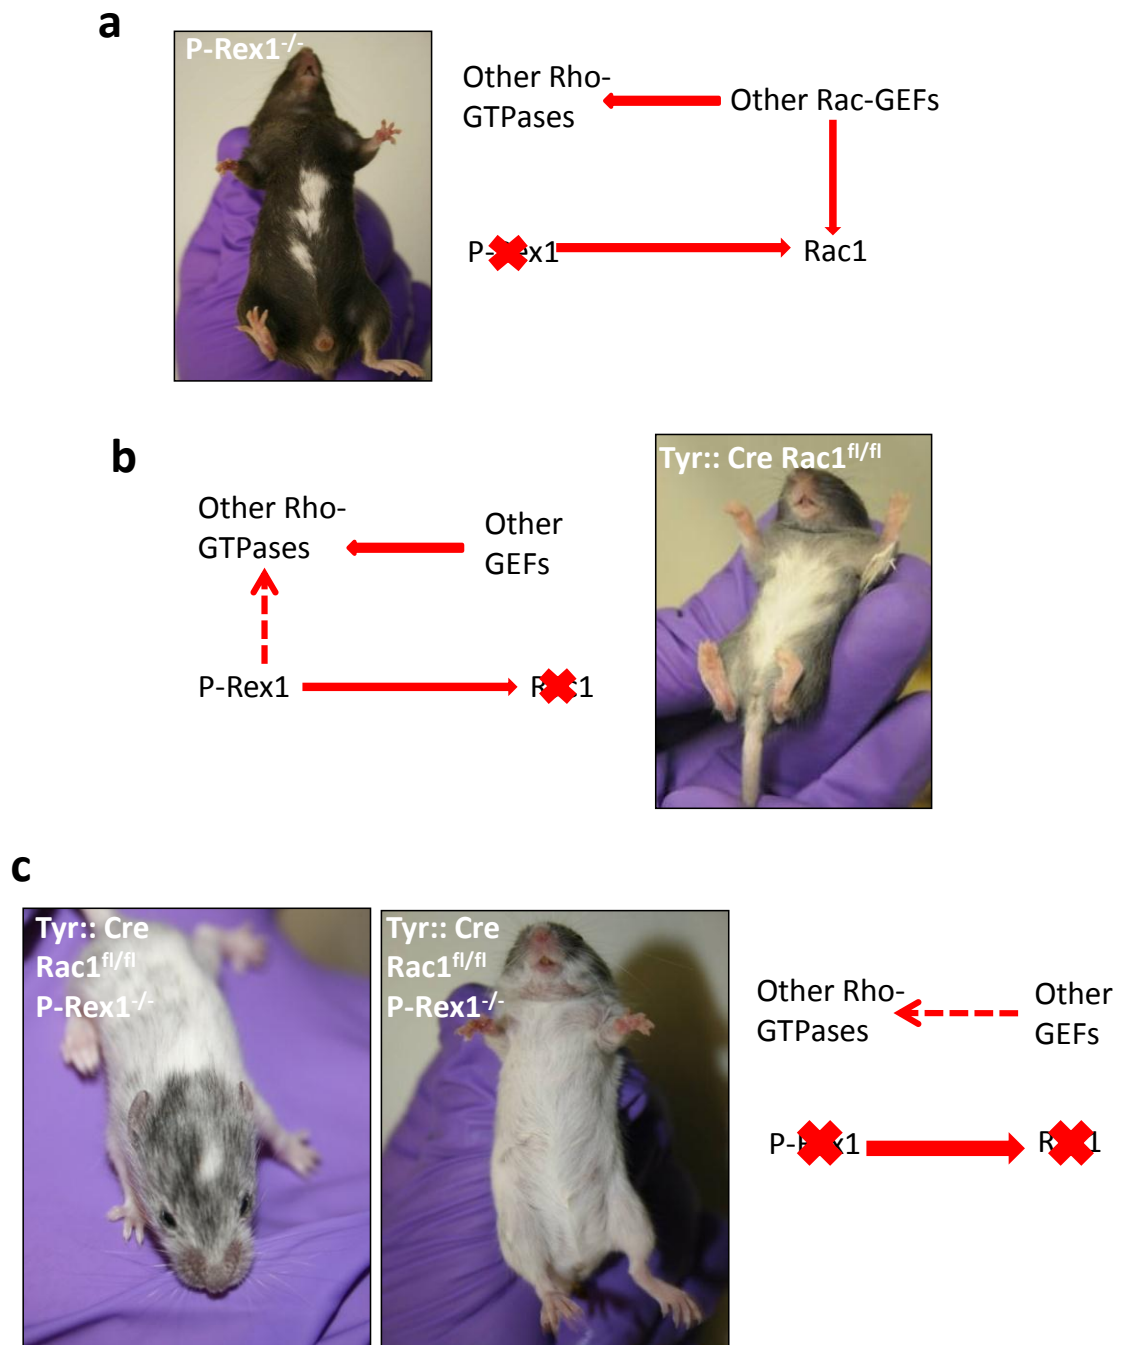 a
P-Rex1-/-
Other Rho-
GTPases
Other Rac-GEFs
P-Rex1
Rac1
b
Other Rho-
GTPases
Other
GEFs
P-Rex1
Rac1
Tyr:: Cre Rac1fl/fl
c
Tyr:: Cre
Rac1fl/fl
P-Rex1-/-
Tyr:: Cre
Rac1fl/fl
P-Rex1-/-
Other Rho-
GTPases
Other
GEFs
P-Rex1
Rac1